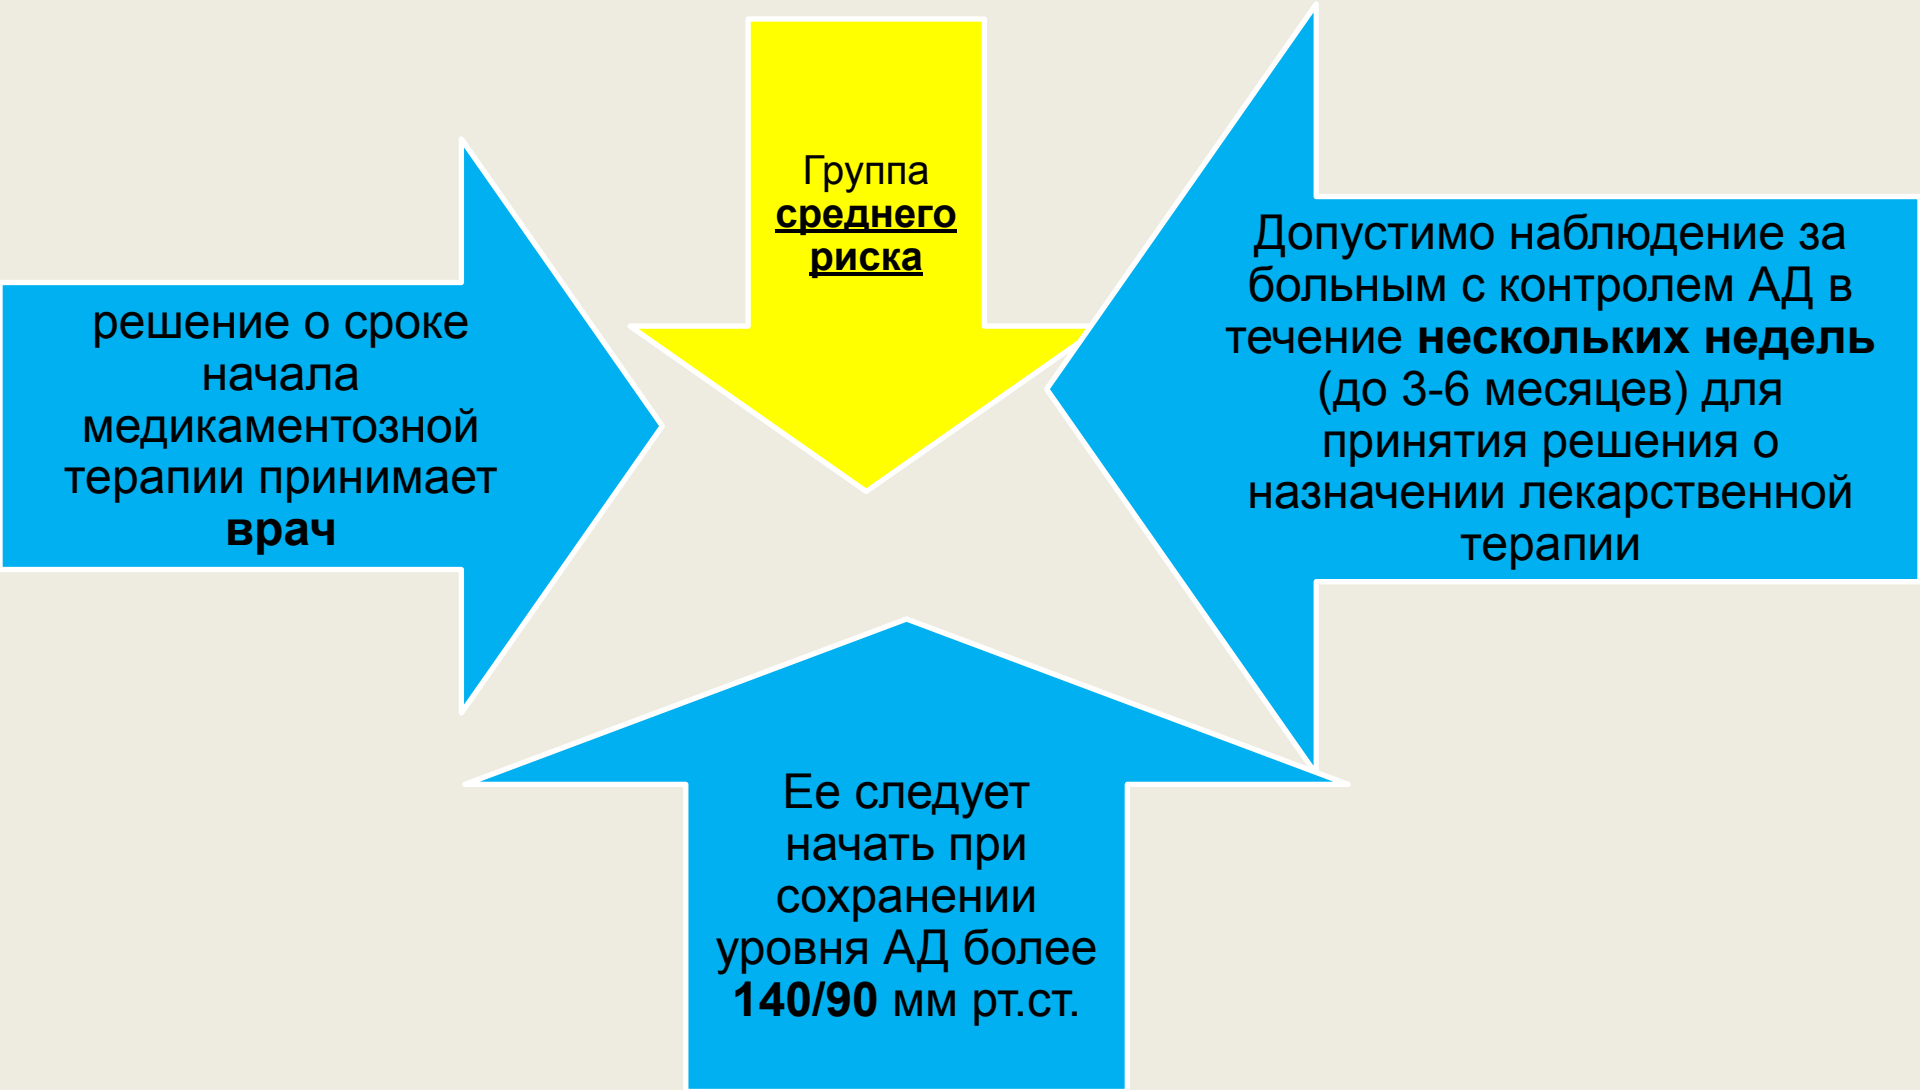 Группа
среднего
риска
решение о сроке
начала
медикаментозной
терапии принимает
врач
Допустимо наблюдение за
больным с контролем АД в
течение нескольких недель
(до 3-6 месяцев) для
принятия решения о
назначении лекарственной
терапии
Ее следует
начать при
сохранении
уровня АД более
140/90 мм рт.ст.